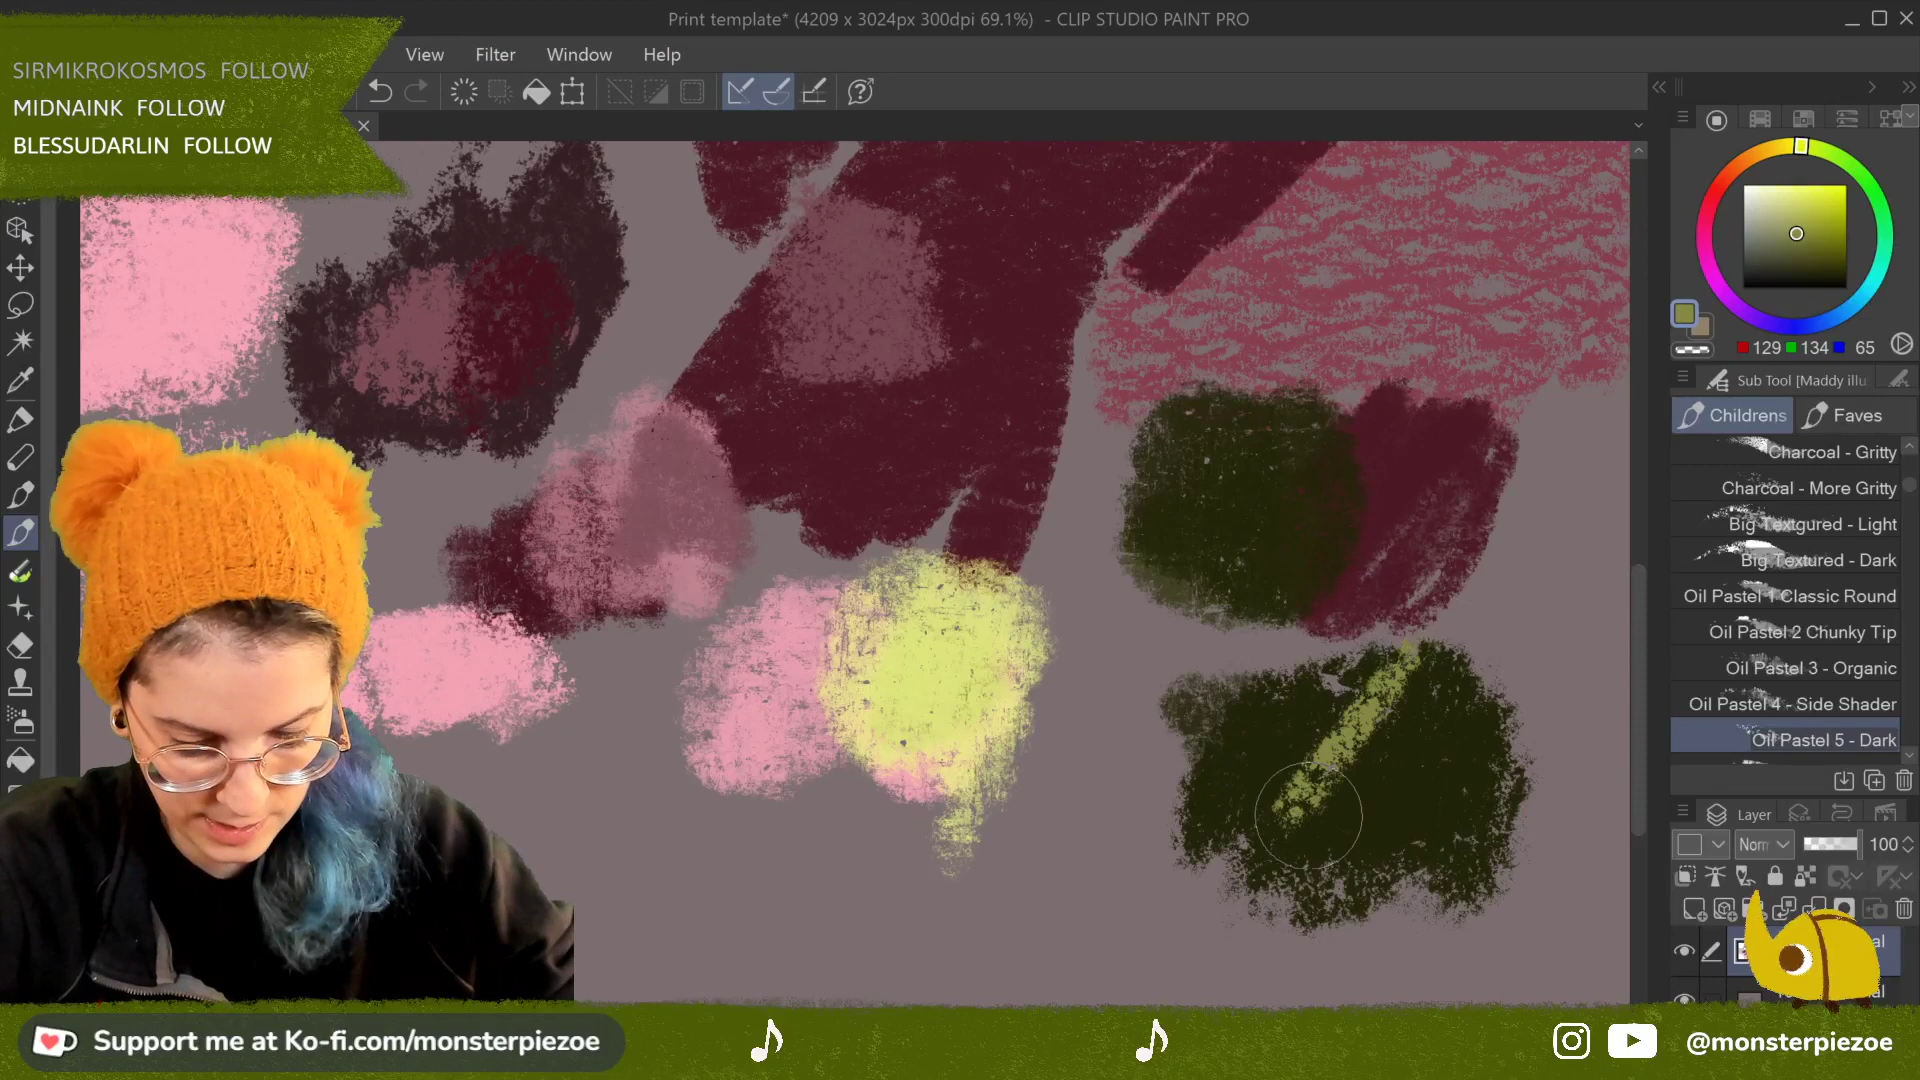 Print template* (4209 x 3024px 300dpi 69.1%) - CLIP STUDIO PAINT PRO
SIRMIKROKOSMOS FOLLOW
MIDNAINK FOLLOW
BLESSUDARLIN FOLLOW
View Filter Window Help
129 134 65
Sub Tool [Maddy illu
Childrens Faves
Charcoal - Gritty
Charcoal - More Gritty
Big Textgured - Light
Big Textured - Dark
Oil Pastel 1 Classic Round
Oil Pastel 2 Chunky Tip
Oil Pastel 3 - Organic
Oil Pastel 4 - Side Shader
Oil Pastel 5 - Dark
Layer
Norn 100
al
al
Support me at Ko-fi.com/monsterpiezoe
@monsterpiezoe